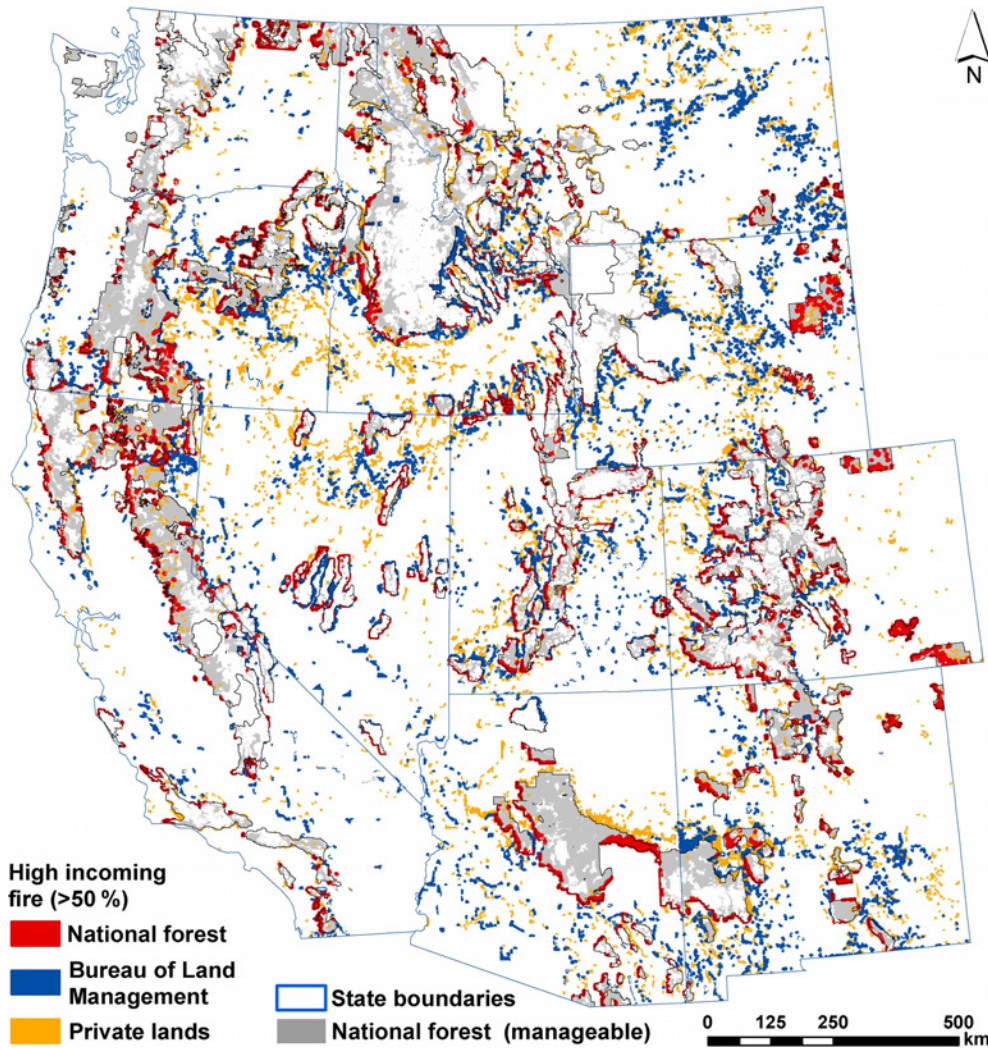 N
High incoming
fire (>50 %)
National forest
Bureau of Land
Management
Private lands
State boundaries
National forest (manageable)
0 125 250 500
km